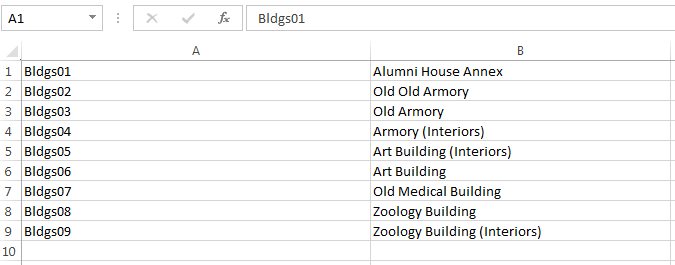 A1 fx Bldgs01
A B
1 Bldgs01 Alumni House Annex
2 Bldgs02 Old Old Armory
3 Bldgs03 Old Armory
4 Bldgs04 Armory (Interiors)
5 Bldgs05 Art Building (Interiors)
6 Bldgs06 Art Building
7 Bldgs07 Old Medical Building
8 Bldgs08 Zoology Building
9 Bldgs09 Zoology Building (Interiors)
10